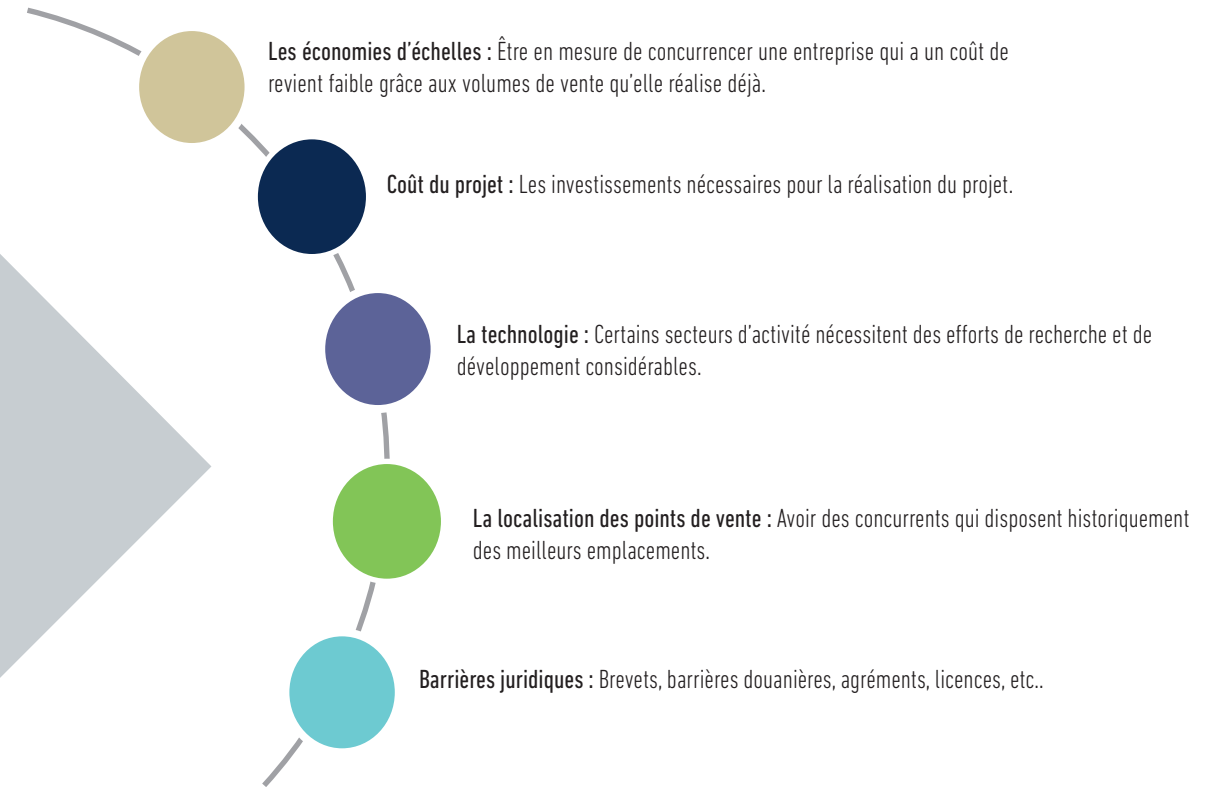 Les économies d'échelles : Être en mesure de concurrencer une entreprise qui a un coût de
revient faible grâce aux volumes de vente qu'elle réalise déjà.
Coût du projet : Les investissements nécessaires pour la réalisation du projet.
La technologie : Certains secteurs d'activité nécessitent des efforts de recherche et de
développement considérables.
La localisation des points de vente : Avoir des concurrents qui disposent historiquement
des meilleurs emplacements.
Barrières juridiques : Brevets, barrières douanières, agréments, licences, etc..